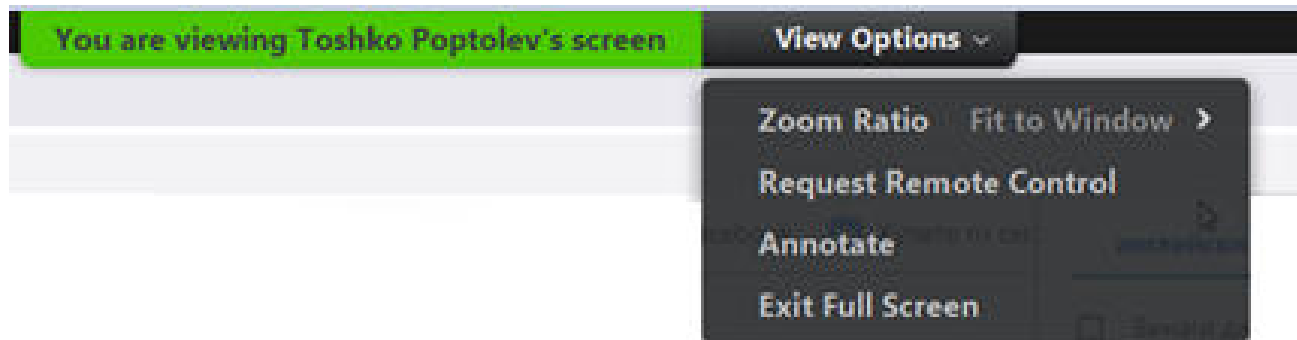 You are viewing Toshko Poptolev's screen View Options
Zoom Ratio Fit to Window
Request Remote Control
Annotate
Exit Full Screen